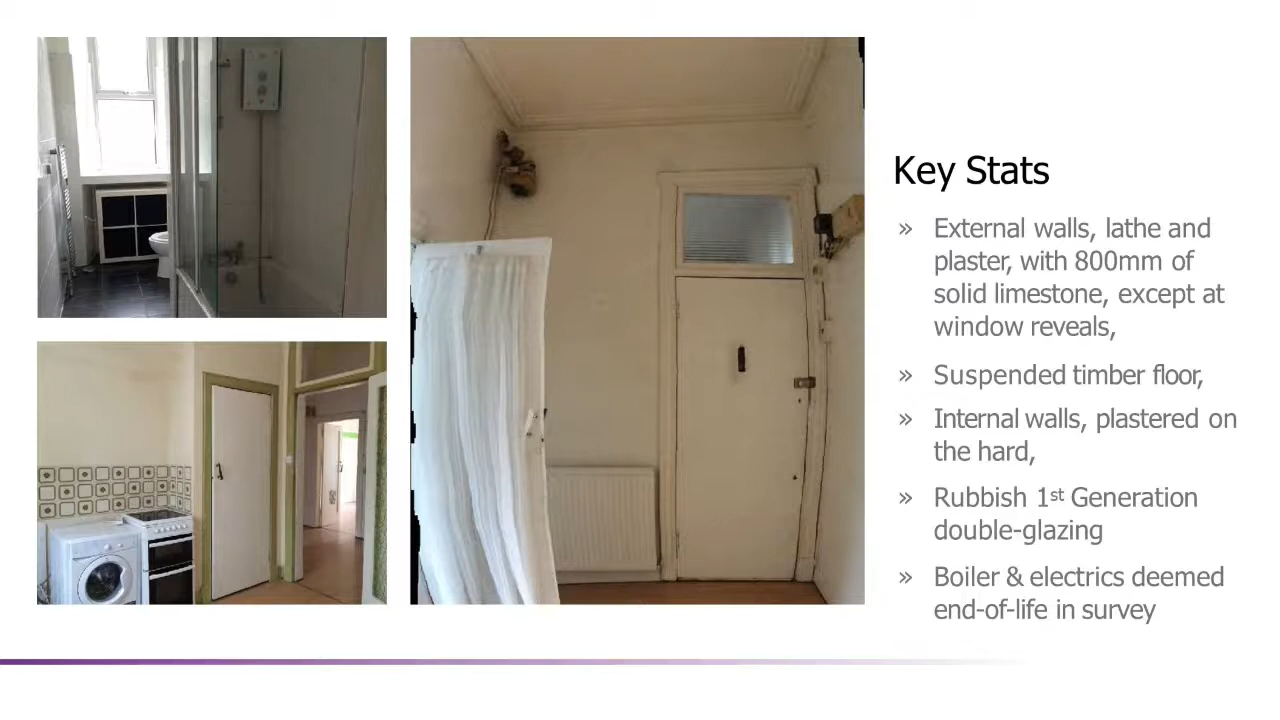 Key Stats
» External walls, lathe and
plaster, with 800mm of
solid limestone, except at
window reveals,
» Suspended timber floor,
» Internal walls, plastered on
the hard,
» Rubbish 1st Generation
double-glazing
» Boiler & electrics deemed
end-of-life in survey